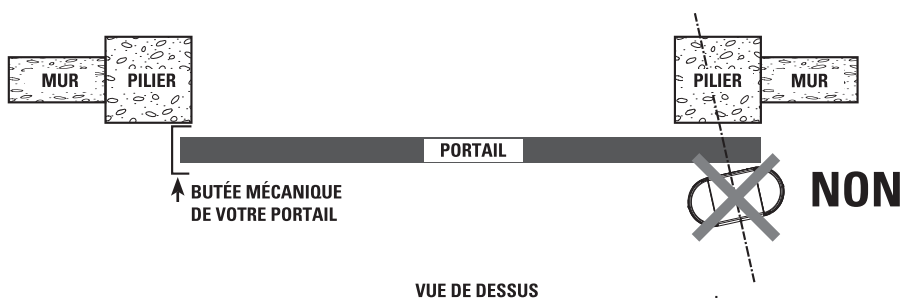 MUR PILIER PILIER MUR
PORTAIL
BUTÉE MÉCANIQUE
DE VOTRE PORTAIL
NON
VUE DE DESSUS